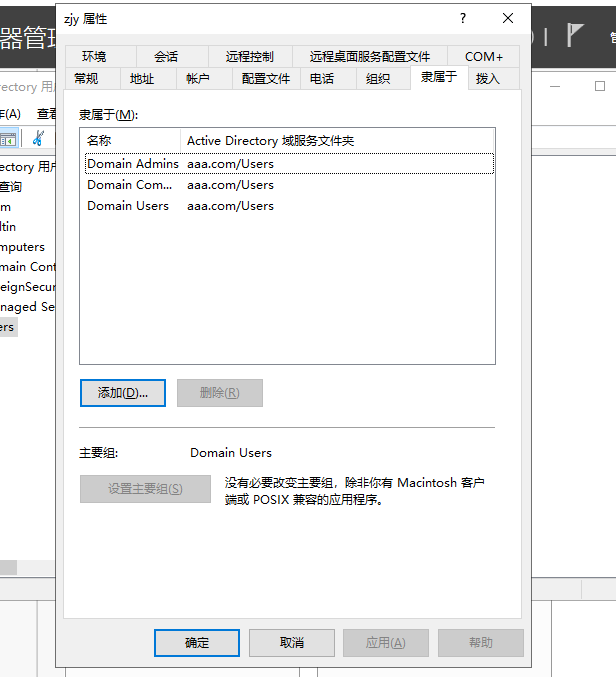 zjy 属性
?
器管理
管
rectory 用户
作(A) 查看
ectory 用户
查询
m
ltin
mputers
main Cont
eignSecur
naged Se
ers
环境 会话 远程控制 远程桌面服务配置文件 COM+
常规 地址 帐户 配置文件 电话 组织 隶属于 拨入
隶属于(M):
名称 Active Directory 域服务文件夹
Domain Admins aaa.com/Users
Domain Com... aaa.com/Users
Domain Users aaa.com/Users
添加(D)... 删除(R)
主要组: Domain Users
设置主要组(S)
没有必要改变主要组，除非你有 Macintosh 客户
端或 POSIX 兼容的应用程序。
确定 取消 应用(A) 帮助